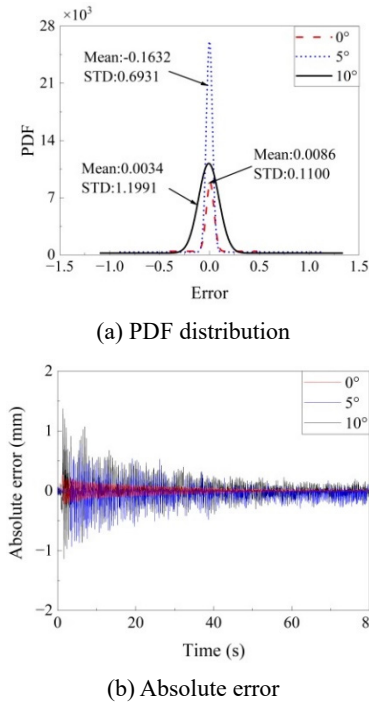 ×10³
28
21
14
7
0
PDF
Mean:-0.1632
STD:0.6931
Mean:0.0034
STD:1.1991
Mean:0.0086
STD:0.1100
0°
5°
10°
−1.5 −1.0 −0.5 0.0 0.5 1.0 1.5
Error
(a) PDF distribution
2
1
0
−1
−2
Absolute error (mm)
0°
5°
10°
0 20 40 60 80
Time (s)
(b) Absolute error